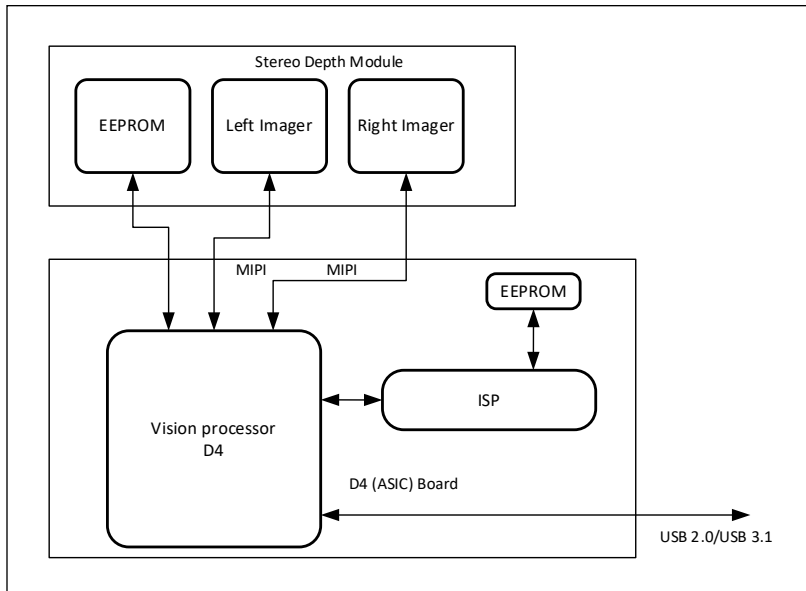 Stereo Depth Module
EEPROM
Left Imager
Right Imager
MIPI
MIPI
EEPROM
ISP
Vision processor
D4
D4 (ASIC) Board
USB 2.0/USB 3.1